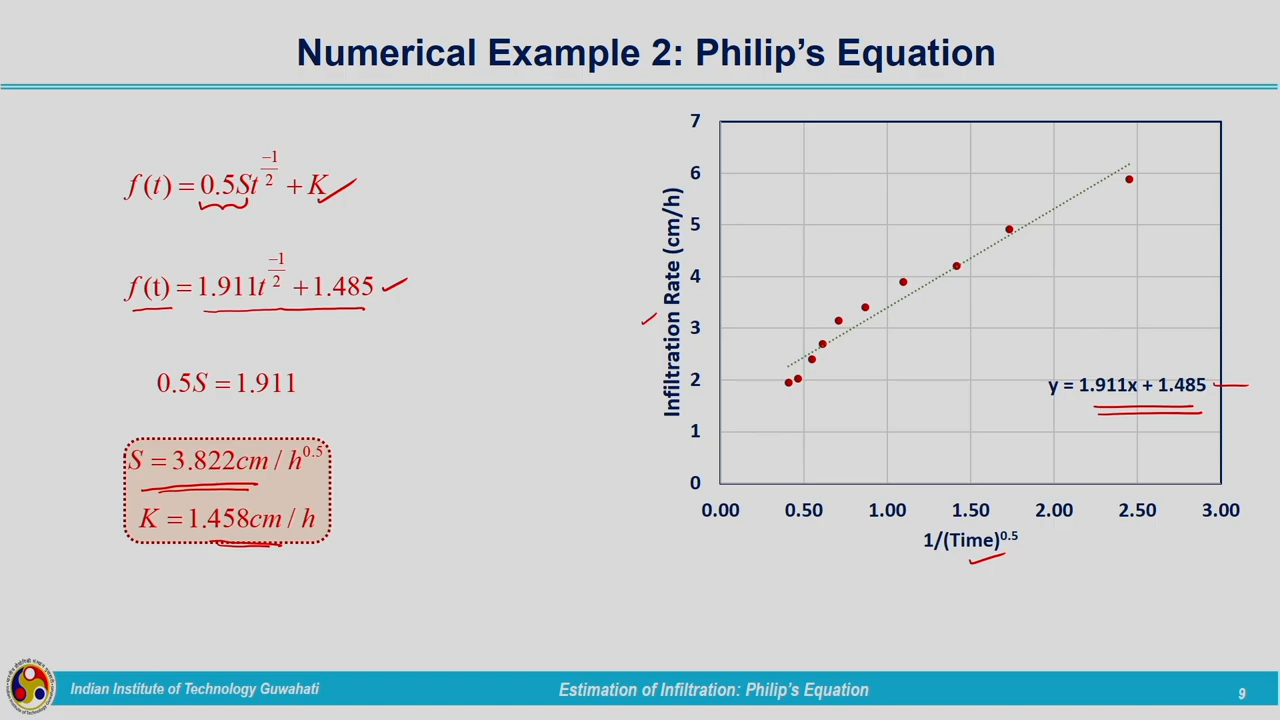 Numerical Example 2: Philip’s Equation
f(t) = 0.5St^(-1/2) + K
f(t) = 1.911t^(-1/2) + 1.485
0.5S = 1.911
S = 3.822cm / h^0.5
K = 1.458cm / h
Infiltration Rate (cm/h)
7
6
5
4
3
2
1
0
y = 1.911x + 1.485
0.00 0.50 1.00 1.50 2.00 2.50 3.00
1/(Time)^0.5
Indian Institute of Technology Guwahati
Estimation of Infiltration: Philip’s Equation
9